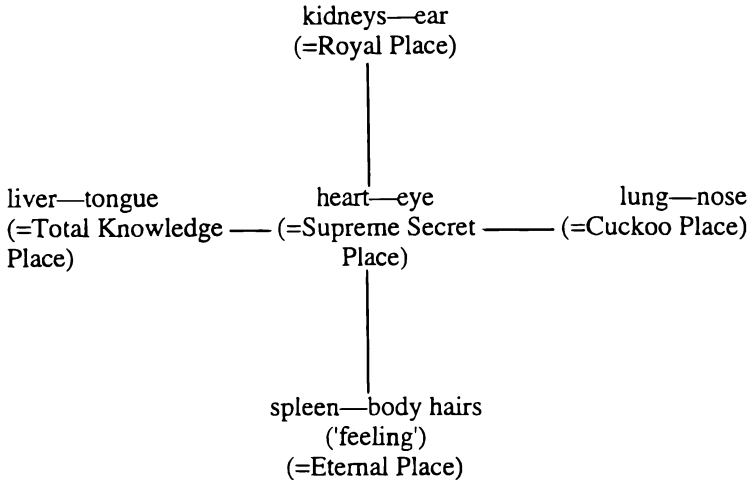 kidneys—ear
(=Royal Place)
liver—tongue
(=Total Knowledge
Place)
heart—eye
(=Supreme Secret
Place)
lung—nose
(=Cuckoo Place)
spleen—body hairs
('feeling')
(=Eternal Place)